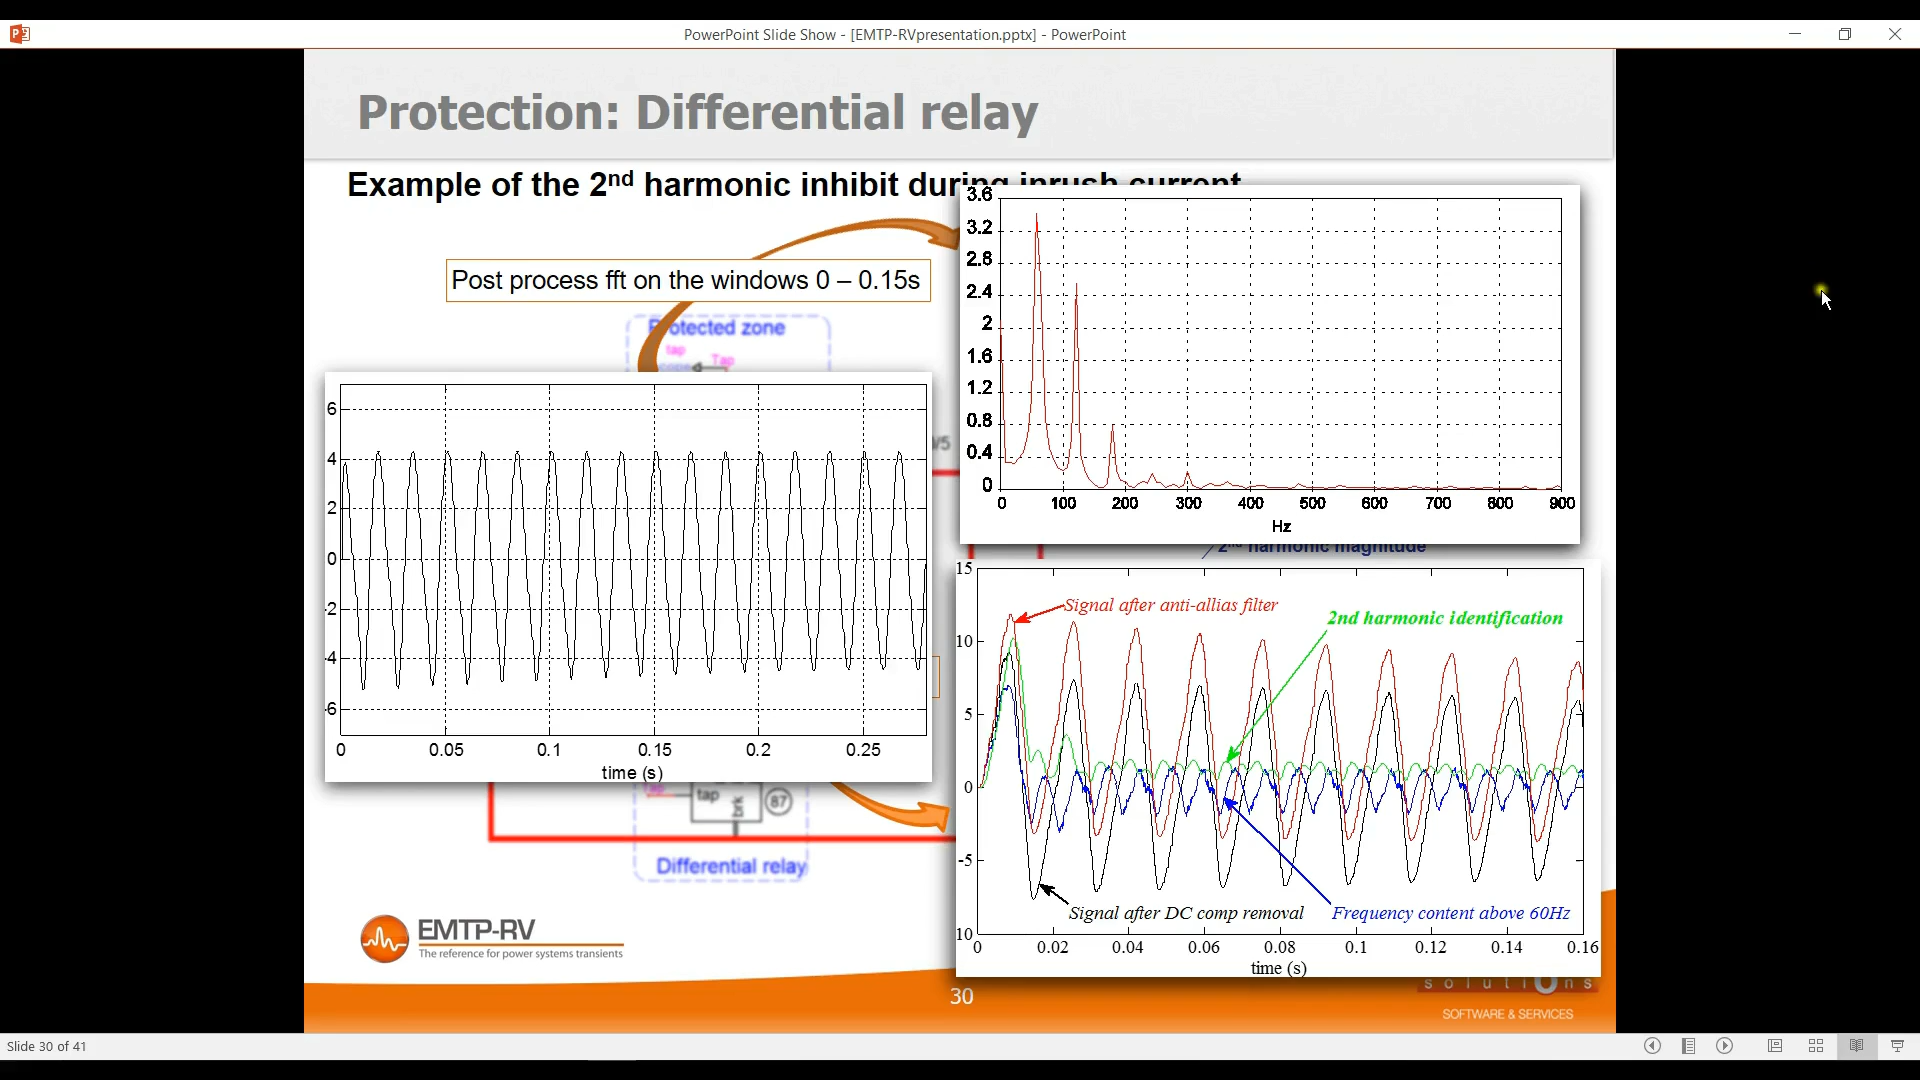 PowerPoint Slide Show - [EMTP-RVpresentation.pptx] - PowerPoint
Protection: Differential relay
Example of the 2nd harmonic inhibit during inrush current
Post process fft on the windows 0 – 0.15s
Protected zone
tap
Tap
scope
6
4
2
0
-2
-4
-6
0 0.05 0.1 0.15 0.2 0.25
time (s)
3.6
3.2
2.8
2.4
2
1.6
1.2
0.8
0.4
0
0 100 200 300 400 500 600 700 800 900
Hz
2nd harmonic magnitude
15
10
5
0
-5
10
Signal after anti-allias filter
2nd harmonic identification
Signal after DC comp removal
Frequency content above 60Hz
0 0.02 0.04 0.06 0.08 0.1 0.12 0.14 0.16
time (s)
Tap
tap
brk
87
Differential relay
EMTP-RV
The reference for power systems transients
30
solutions
SOFTWARE & SERVICES
Slide 30 of 41